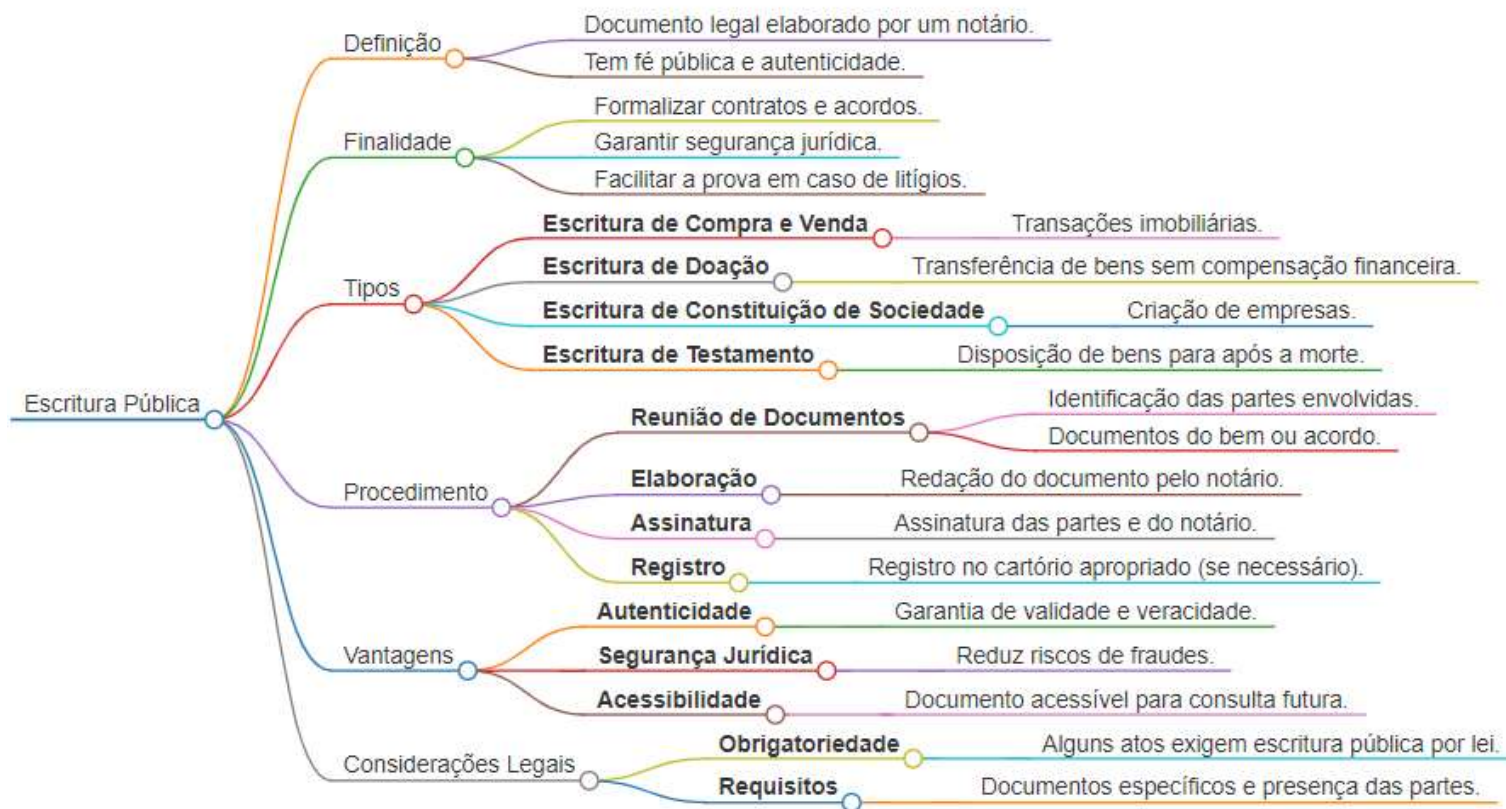 Documento legal elaborado por um notário.
Definição
Tem fé pública e autenticidade.
Formalizar contratos e acordos.
Finalidade
Garantir segurança jurídica.
Facilitar a prova em caso de litígios.
Escritura de Compra e Venda
Transações imobiliárias.
Escritura de Doação
Transferência de bens sem compensação financeira.
Tipos
Escritura de Constituição de Sociedade
Criação de empresas.
Escritura de Testamento
Disposição de bens para após a morte.
Escritura Pública
Reunião de Documentos
Identificação das partes envolvidas.
Documentos do bem ou acordo.
Procedimento
Elaboração
Redação do documento pelo notário.
Assinatura
Assinatura das partes e do notário.
Registro
Registro no cartório apropriado (se necessário).
Autenticidade
Garantia de validade e veracidade.
Vantagens
Segurança Jurídica
Reduz riscos de fraudes.
Acessibilidade
Documento acessível para consulta futura.
Considerações Legais
Obrigatoriedade
Alguns atos exigem escritura pública por lei.
Requisitos
Documentos específicos e presença das partes.